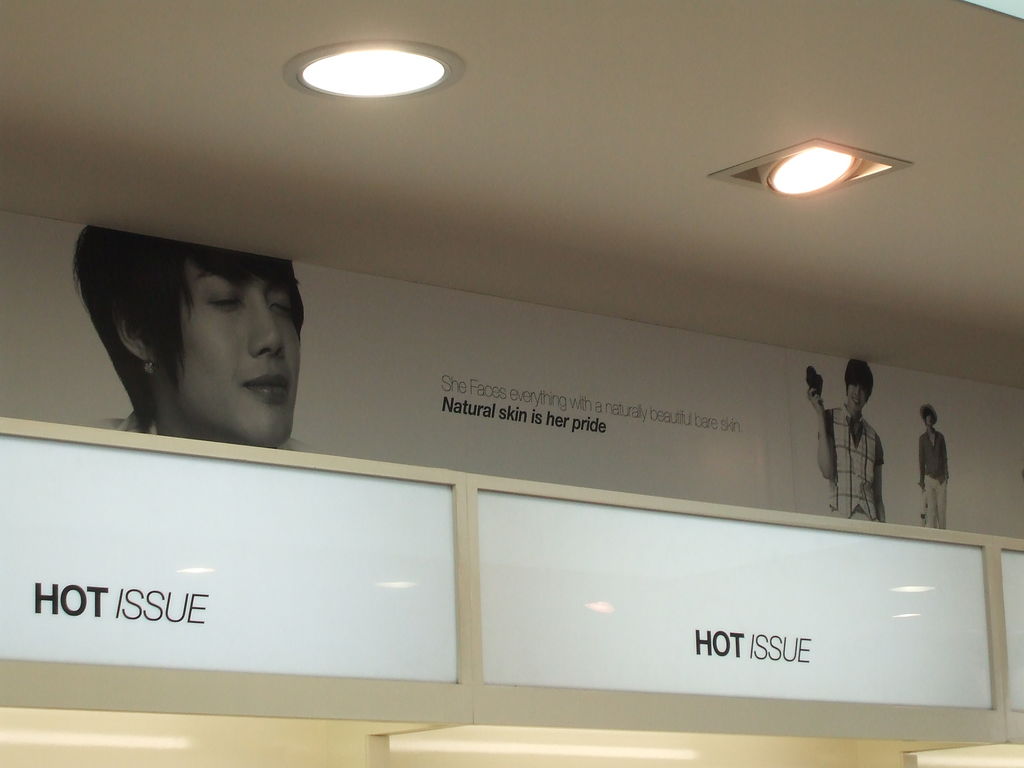 She Faces everything with a naturally beautiful bare skin.
Natural skin is her pride
HOT ISSUE
HOT ISSUE